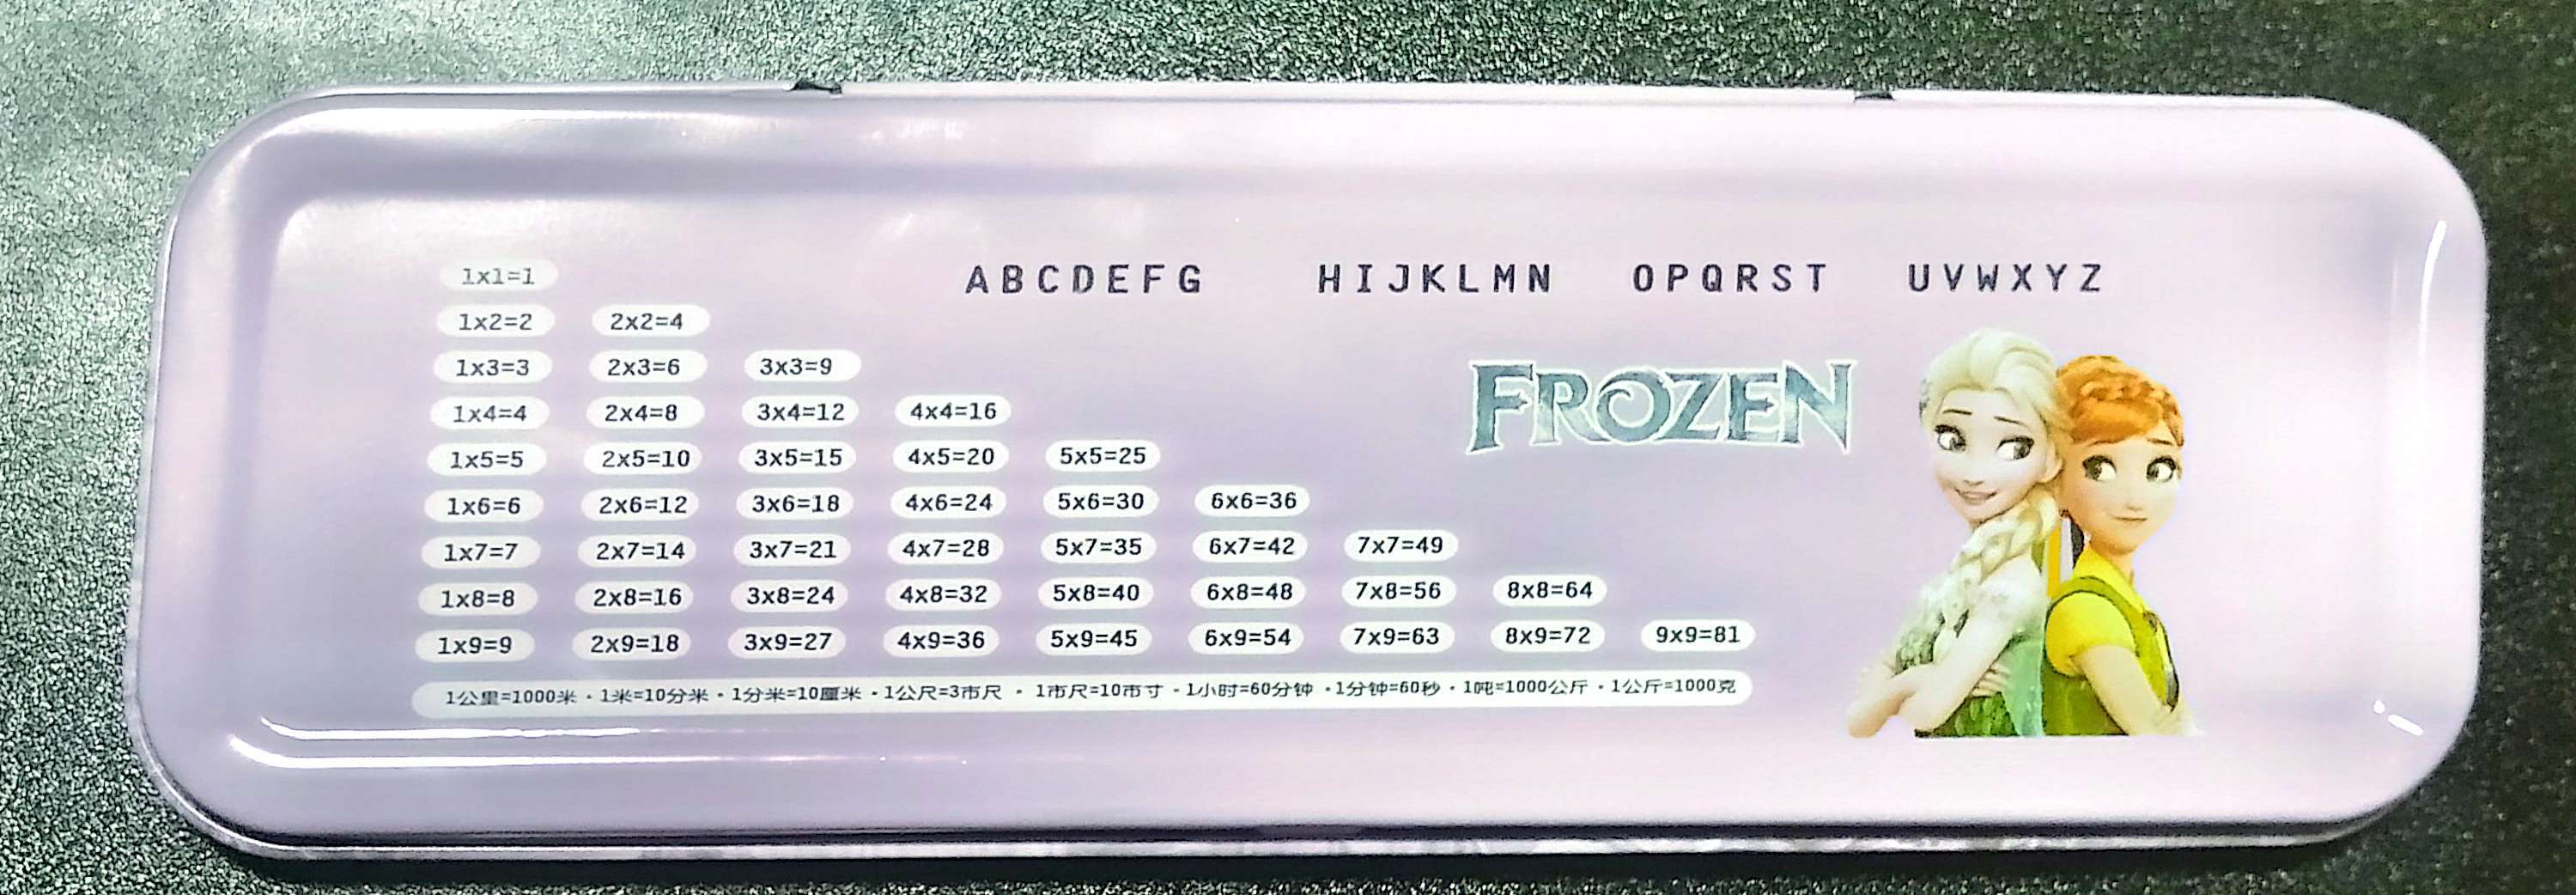 ABCDEFG HIJKLMN OPQRST UVWXYZ
1x1=1
1x2=2 2x2=4
1x3=3 2x3=6 3x3=9
FROZEN
1x4=4 2x4=8 3x4=12 4x4=16
1x5=5 2x5=10 3x5=15 4x5=20 5x5=25
1x6=6 2x6=12 3x6=18 4x6=24 5x6=30 6x6=36
1x7=7 2x7=14 3x7=21 4x7=28 5x7=35 6x7=42 7x7=49
1x8=8 2x8=16 3x8=24 4x8=32 5x8=40 6x8=48 7x8=56 8x8=64
1x9=9 2x9=18 3x9=27 4x9=36 5x9=45 6x9=54 7x9=63 8x9=72 9x9=81
1公里=1000米·1米=10分米·1分米=10厘米·1公尺=3市尺·1市尺=10市寸·1小时=60分钟·1分钟=60秒·1吨=1000公斤·1公斤=1000克